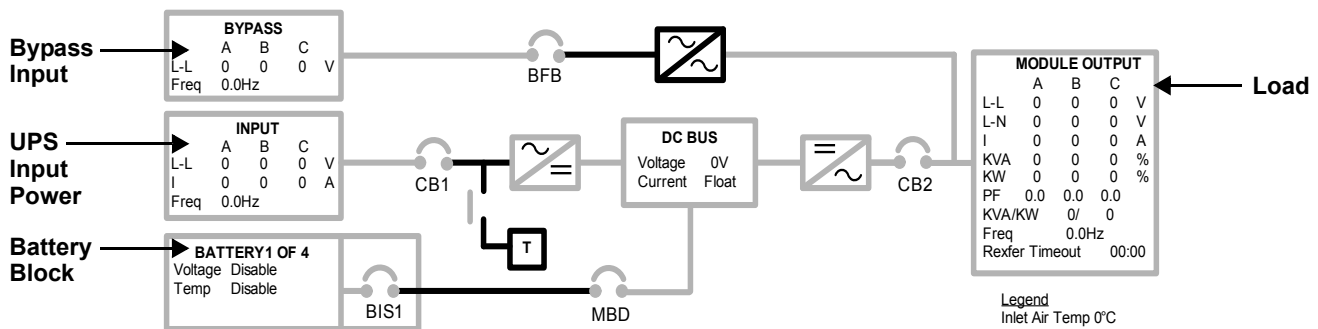 Bypass
Input
BYPASS
A B C
L-L 0 0 0 V
Freq 0.0Hz
BFB
UPS
Input
Power
INPUT
A B C
L-L 0 0 0 V
I 0 0 0 A
Freq 0.0Hz
CB1
T
DC BUS
Voltage 0V
Current Float
CB2
Battery
Block
BATTERY1 OF 4
Voltage Disable
Temp Disable
BIS1
MBD
MODULE OUTPUT
A B C
L-L 0 0 0 V
L-N 0 0 0 V
I 0 0 0 A
KVA 0 0 0 %
KW 0 0 0 %
PF 0.0 0.0 0.0
KVA/KW 0/ 0
Freq 0.0Hz
Rexfer Timeout 00:00
Load
Legend
Inlet Air Temp 0°C